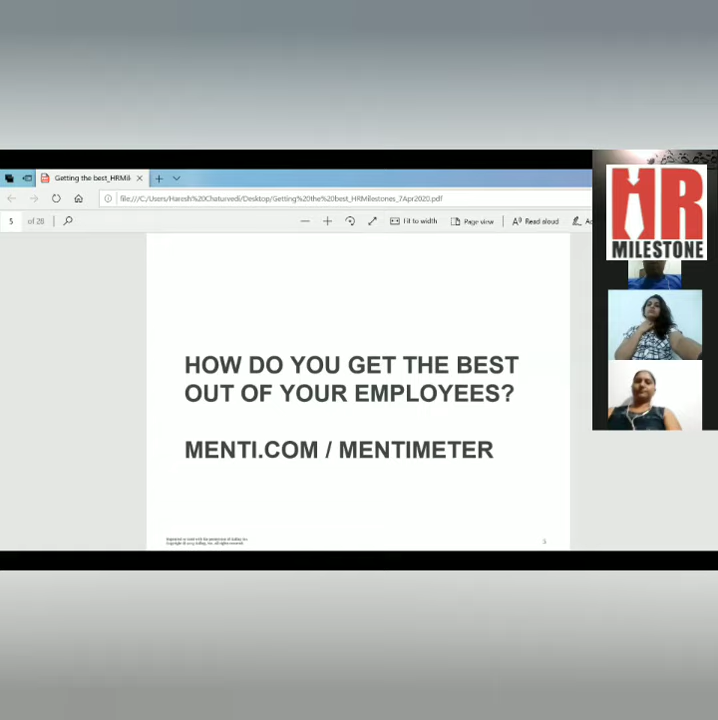 Getting the best_HRMil
file:///C:/Users/Haresh%20Chaturvedi/Desktop/Getting%20the%20best_HRMilestones_7Apr2020.pdf
5 of 28
Fit to width
Page view
Read aloud
HR
MILESTONE
HOW DO YOU GET THE BEST
OUT OF YOUR EMPLOYEES?
MENTI.COM / MENTIMETER